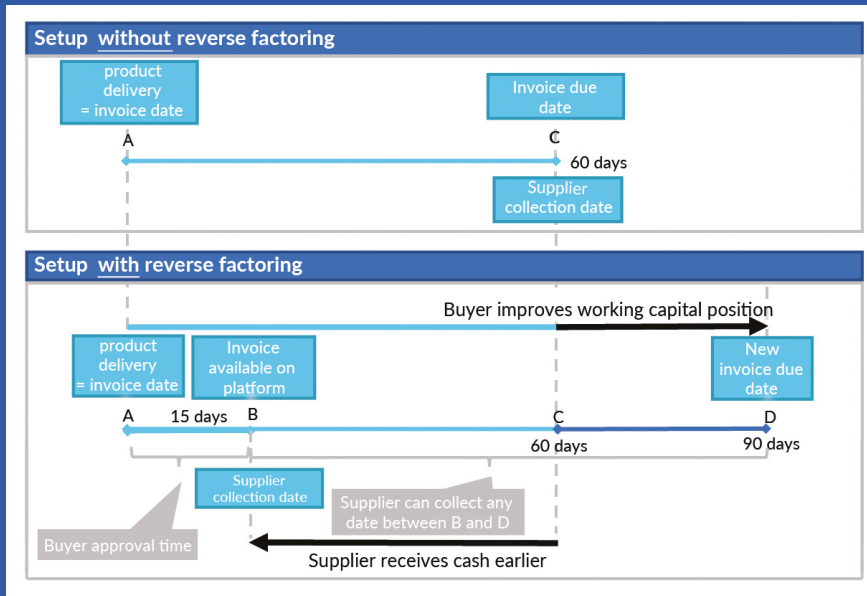 Setup without reverse factoring
product
delivery
= invoice date
Invoice due
date
A
C
60 days
Supplier
collection date
Setup with reverse factoring
Buyer improves working capital position
product
delivery
= invoice date
Invoice
available on
platform
New
invoice due
date
A
15 days
B
C
D
60 days
90 days
Supplier
collection date
Supplier can collect any
date between B and D
Buyer approval time
Supplier receives cash earlier